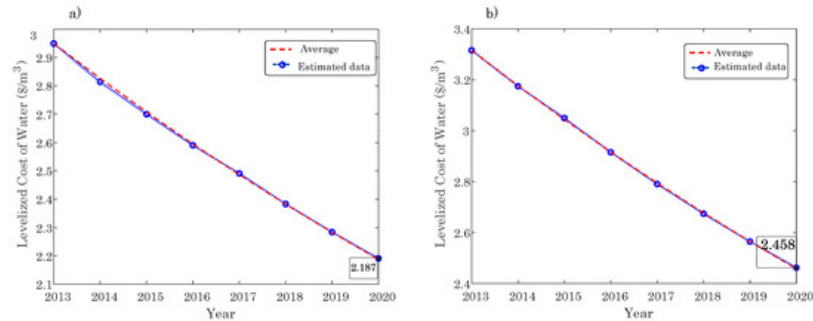 a)
3
2.9
2.8
2.7
2.6
2.5
2.4
2.3
2.2
2.1
Levelized Cost of Water ($/m³)
Average
Estimated data
2.187
2013 2014 2015 2016 2017 2018 2019 2020
Year
b)
3.4
3.2
3
2.8
2.6
2.4
Levelized Cost of Water ($/m³)
Average
Estimated data
2.458
2013 2014 2015 2016 2017 2018 2019 2020
Year